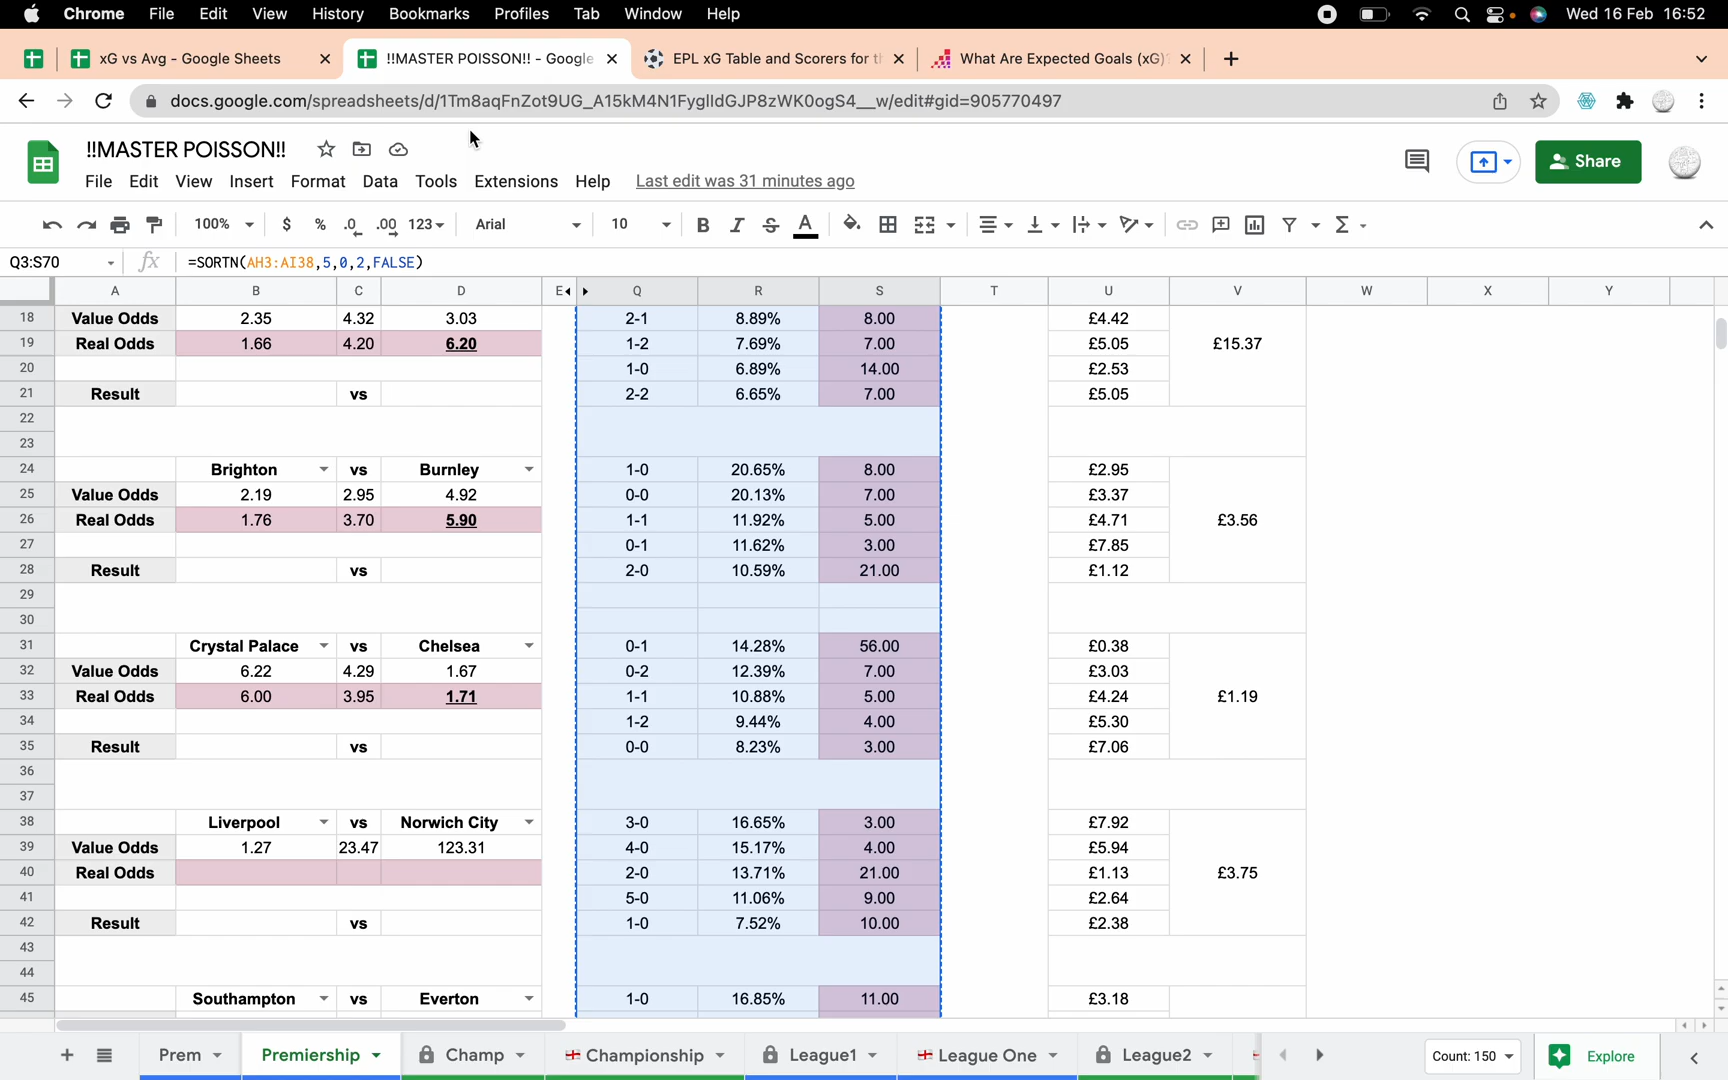 Chrome File Edit View History Bookmarks Profiles Tab Window Help Wed 16 Feb 16:52
xG vs Avg - Google Sheets !!MASTER POISSON!! - Google EPL xG Table and Scorers for th What Are Expected Goals (xG)?
docs.google.com/spreadsheets/d/1Tm8aqFnZot9UG_A15kM4N1FyglIdGJP8zWK0ogS4__w/edit#gid=905770497
!!MASTER POISSON!! Share
File Edit View Insert Format Data Tools Extensions Help Last edit was 31 minutes ago
100% $ % .0 .00 123 Arial 10 B I S A Σ
Q3:S70 fx =SORTN(AH3:AI38,5,0,2,FALSE)
A B C D E Q R S T U V W X Y
18 Value Odds 2.35 4.32 3.03 2-1 8.89% 8.00 £4.42
19 Real Odds 1.66 4.20 6.20 1-2 7.69% 7.00 £5.05 £15.37
20 1-0 6.89% 14.00 £2.53
21 Result vs 2-2 6.65% 7.00 £5.05
22
23
24 Brighton vs Burnley 1-0 20.65% 8.00 £2.95
25 Value Odds 2.19 2.95 4.92 0-0 20.13% 7.00 £3.37
26 Real Odds 1.76 3.70 5.90 1-1 11.92% 5.00 £4.71 £3.56
27 0-1 11.62% 3.00 £7.85
28 Result vs 2-0 10.59% 21.00 £1.12
29
30
31 Crystal Palace vs Chelsea 0-1 14.28% 56.00 £0.38
32 Value Odds 6.22 4.29 1.67 0-2 12.39% 7.00 £3.03
33 Real Odds 6.00 3.95 1.71 1-1 10.88% 5.00 £4.24 £1.19
34 1-2 9.44% 4.00 £5.30
35 Result vs 0-0 8.23% 3.00 £7.06
36
37
38 Liverpool vs Norwich City 3-0 16.65% 3.00 £7.92
39 Value Odds 1.27 23.47 123.31 4-0 15.17% 4.00 £5.94
40 Real Odds 2-0 13.71% 21.00 £1.13 £3.75
41 5-0 11.06% 9.00 £2.64
42 Result vs 1-0 7.52% 10.00 £2.38
43
44
45 Southampton vs Everton 1-0 16.85% 11.00 £3.18
Prem Premiership Champ Championship League1 League One League2 Count: 150 Explore